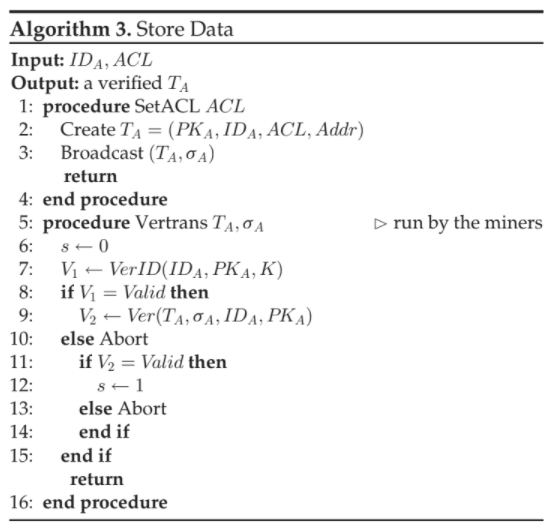 Algorithm 3. Store Data
Input: ID_A, ACL
Output: a verified T_A
1: procedure SetACL ACL
2: Create T_A = (PK_A, ID_A, ACL, Addr)
3: Broadcast (T_A, σ_A)
return
4: end procedure
5: procedure Vertrans T_A, σ_A ▷ run by the miners
6: s ← 0
7: V_1 ← VerID(ID_A, PK_A, K)
8: if V_1 = Valid then
9: V_2 ← Ver(T_A, σ_A, ID_A, PK_A)
10: else Abort
11: if V_2 = Valid then
12: s ← 1
13: else Abort
14: end if
15: end if
return
16: end procedure